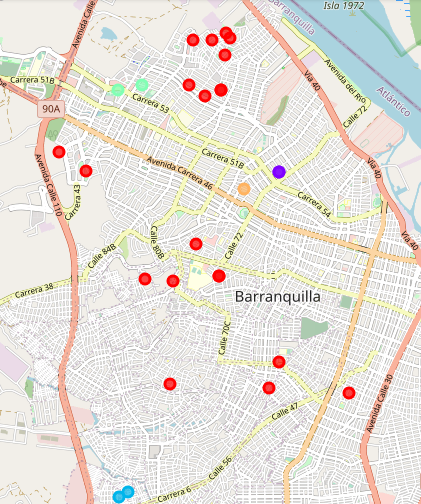 Isla 1972
Avenida Calle
Barranquilla
Carrera 51B
Vía 40
Avenida del Río
Atlántico
Carrera 53
90A
Calle 72
Carrera 51B
Avenida Carrera 46
Vía 40
Avenida Calle 110
Carrera 43
Carrera 54
Calle 80B
Calle 72
Vía 40
Calle 84B
Carrera 38
Barranquilla
Calle 70C
Avenida Calle 30
Calle 47
Calle 56
Carrera 6